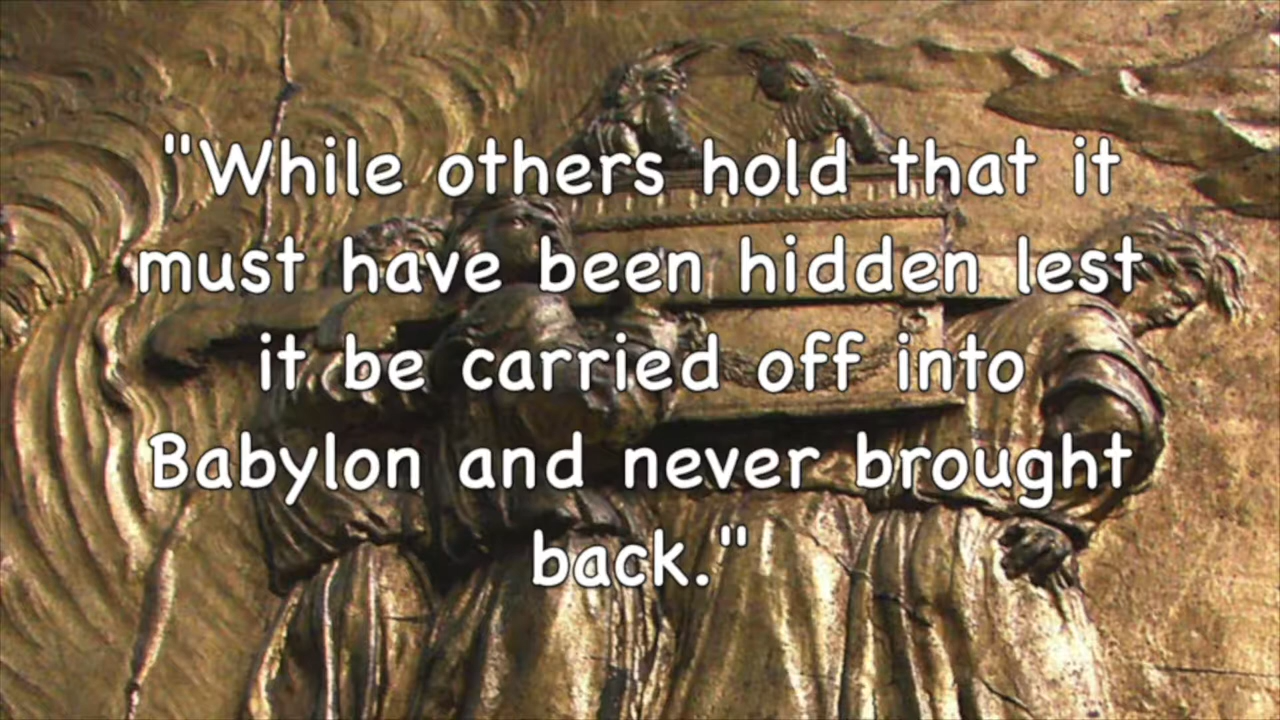 "While others hold that it
must have been hidden lest
it be carried off into
Babylon and never brought
back."